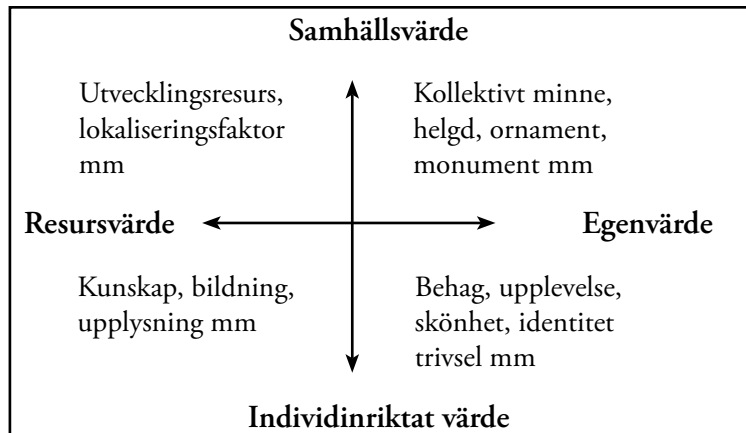 Samhällsvärde
Utvecklingsresurs,
lokaliseringsfaktor
mm
Kollektivt minne,
helgd, ornament,
monument mm
Resursvärde
Egenvärde
Kunskap, bildning,
upplysning mm
Behag, upplevelse,
skönhet, identitet
trivsel mm
Individinriktat värde